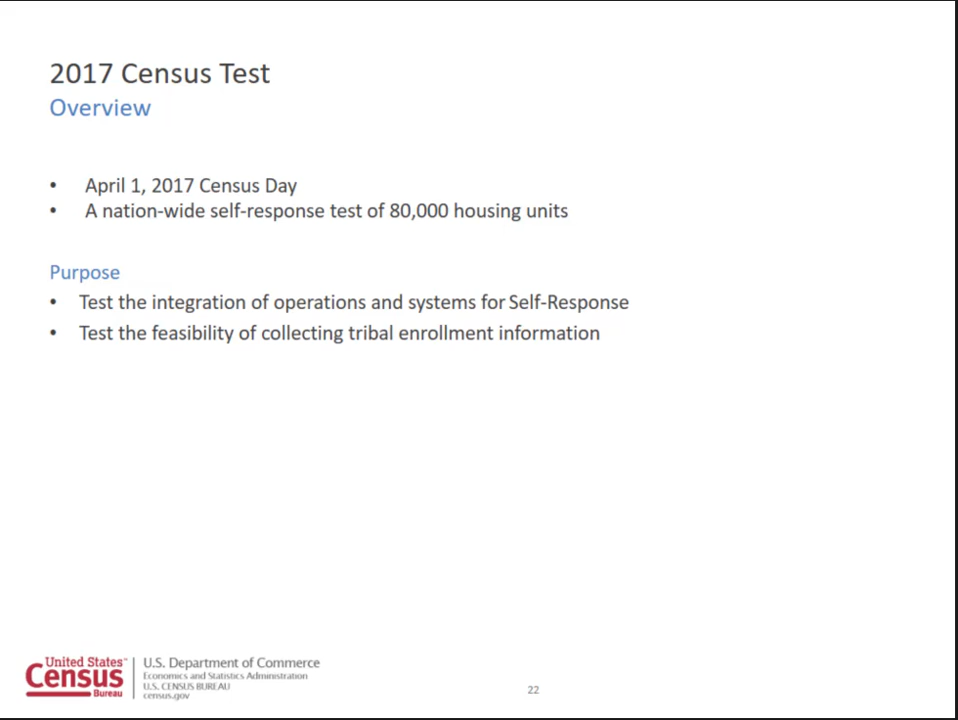 2017 Census Test
Overview
• April 1, 2017 Census Day
• A nation-wide self-response test of 80,000 housing units
Purpose
• Test the integration of operations and systems for Self-Response
• Test the feasibility of collecting tribal enrollment information
United States™
Census
Bureau
U.S. Department of Commerce
Economics and Statistics Administration
U.S. CENSUS BUREAU
census.gov
22